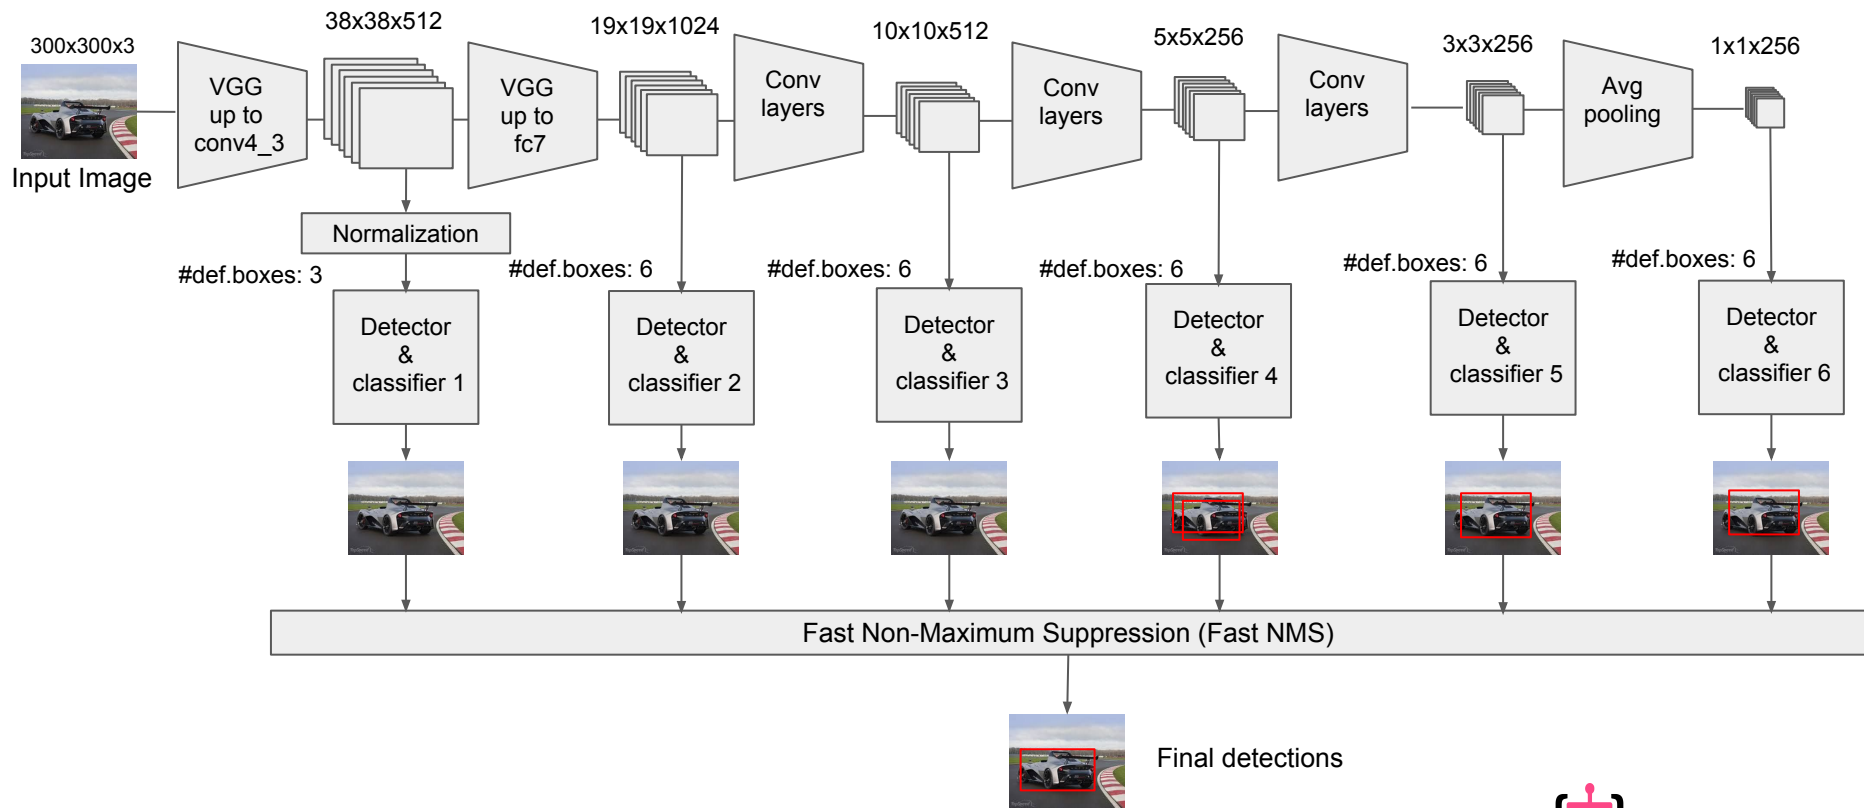 300x300x3
38x38x512
19x19x1024
10x10x512
5x5x256
3x3x256
1x1x256
Input Image
VGG
up to
conv4_3
VGG
up to
fc7
Conv
layers
Conv
layers
Conv
layers
Avg
pooling
Normalization
#def.boxes: 3
#def.boxes: 6
#def.boxes: 6
#def.boxes: 6
#def.boxes: 6
#def.boxes: 6
Detector
&
classifier 1
Detector
&
classifier 2
Detector
&
classifier 3
Detector
&
classifier 4
Detector
&
classifier 5
Detector
&
classifier 6
Fast Non-Maximum Suppression (Fast NMS)
Final detections